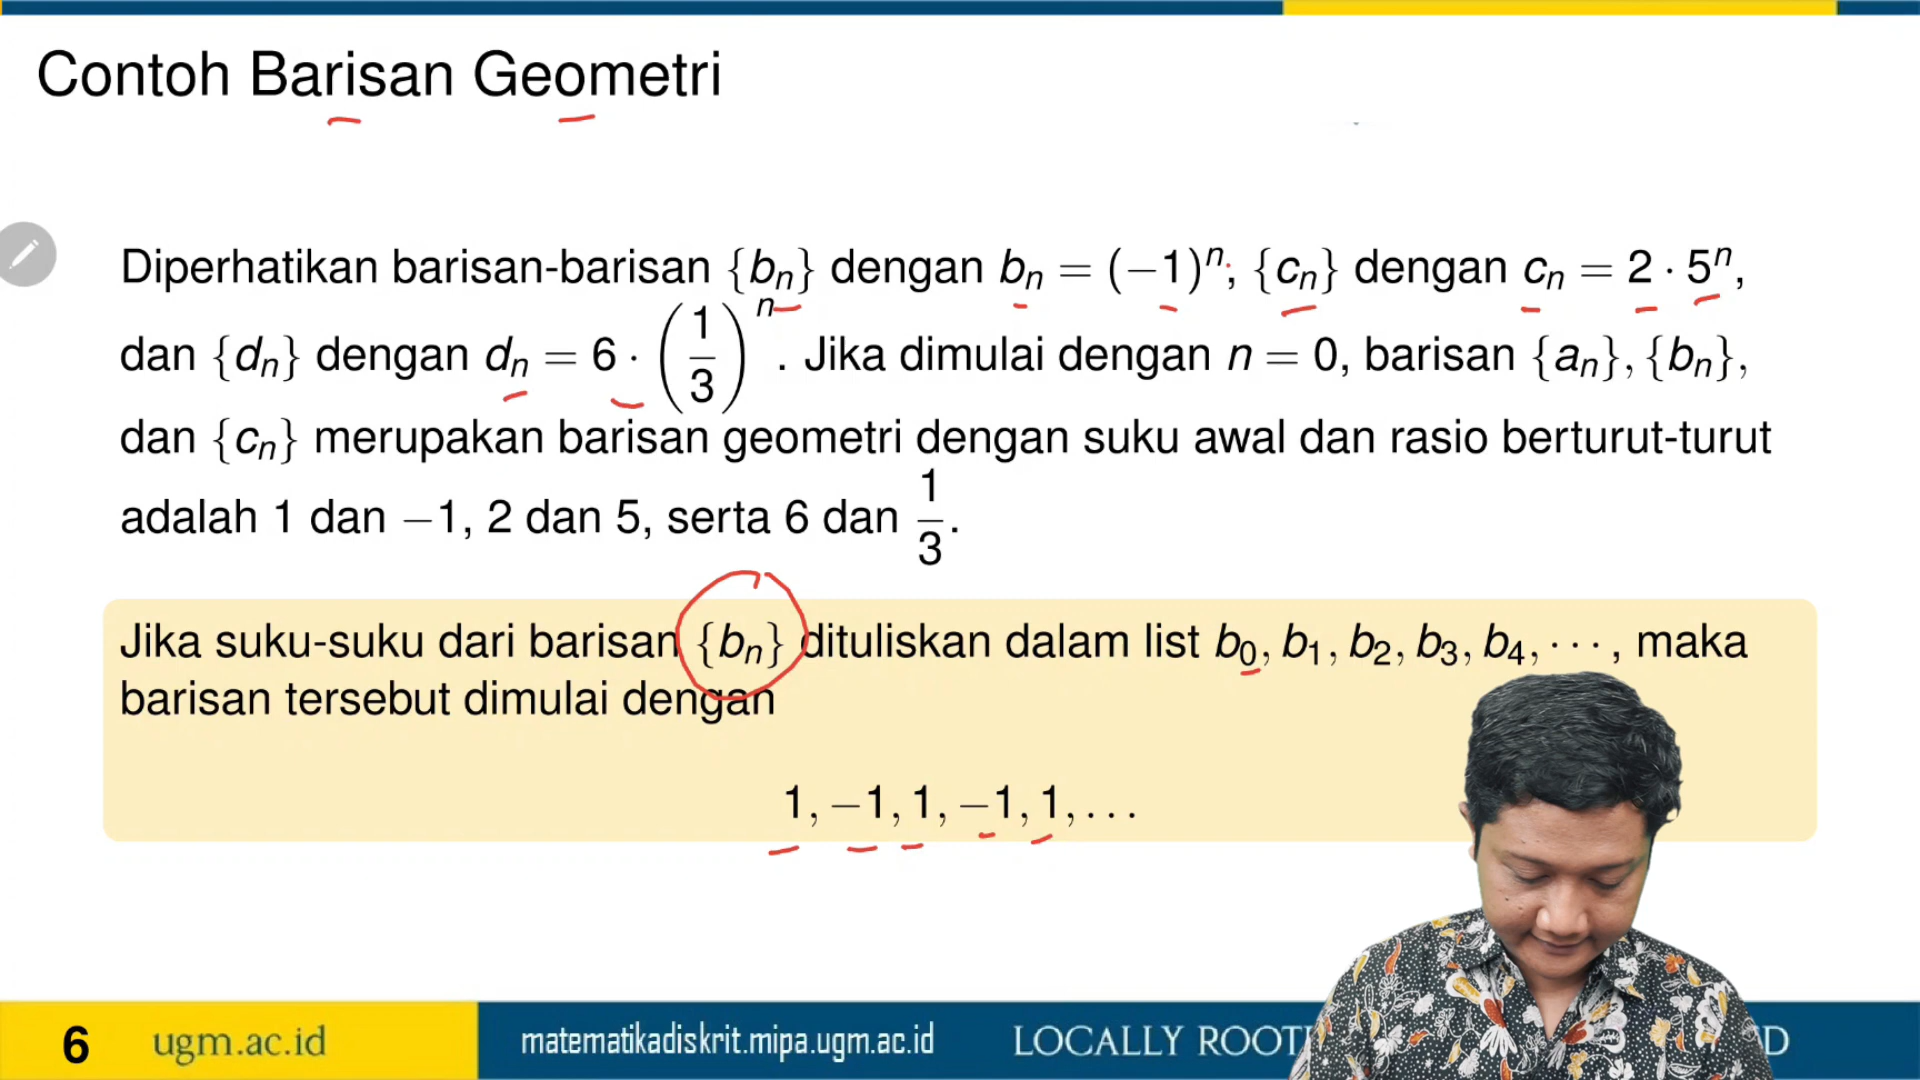 Contoh Barisan Geometri
Diperhatikan barisan-barisan {bₙ} dengan bₙ = (−1)ⁿ; {cₙ} dengan cₙ = 2 · 5ⁿ,
dan {dₙ} dengan dₙ = 6 · (1/3)ⁿ. Jika dimulai dengan n = 0, barisan {aₙ}, {bₙ},
dan {cₙ} merupakan barisan geometri dengan suku awal dan rasio berturut-turut
adalah 1 dan −1, 2 dan 5, serta 6 dan 1/3.
Jika suku-suku dari barisan {bₙ} dituliskan dalam list b₀, b₁, b₂, b₃, b₄, ··· , maka
barisan tersebut dimulai dengan
1, −1, 1, −1, 1, ...
6 ugm.ac.id matematikadiskrit.mipa.ugm.ac.id LOCALLY